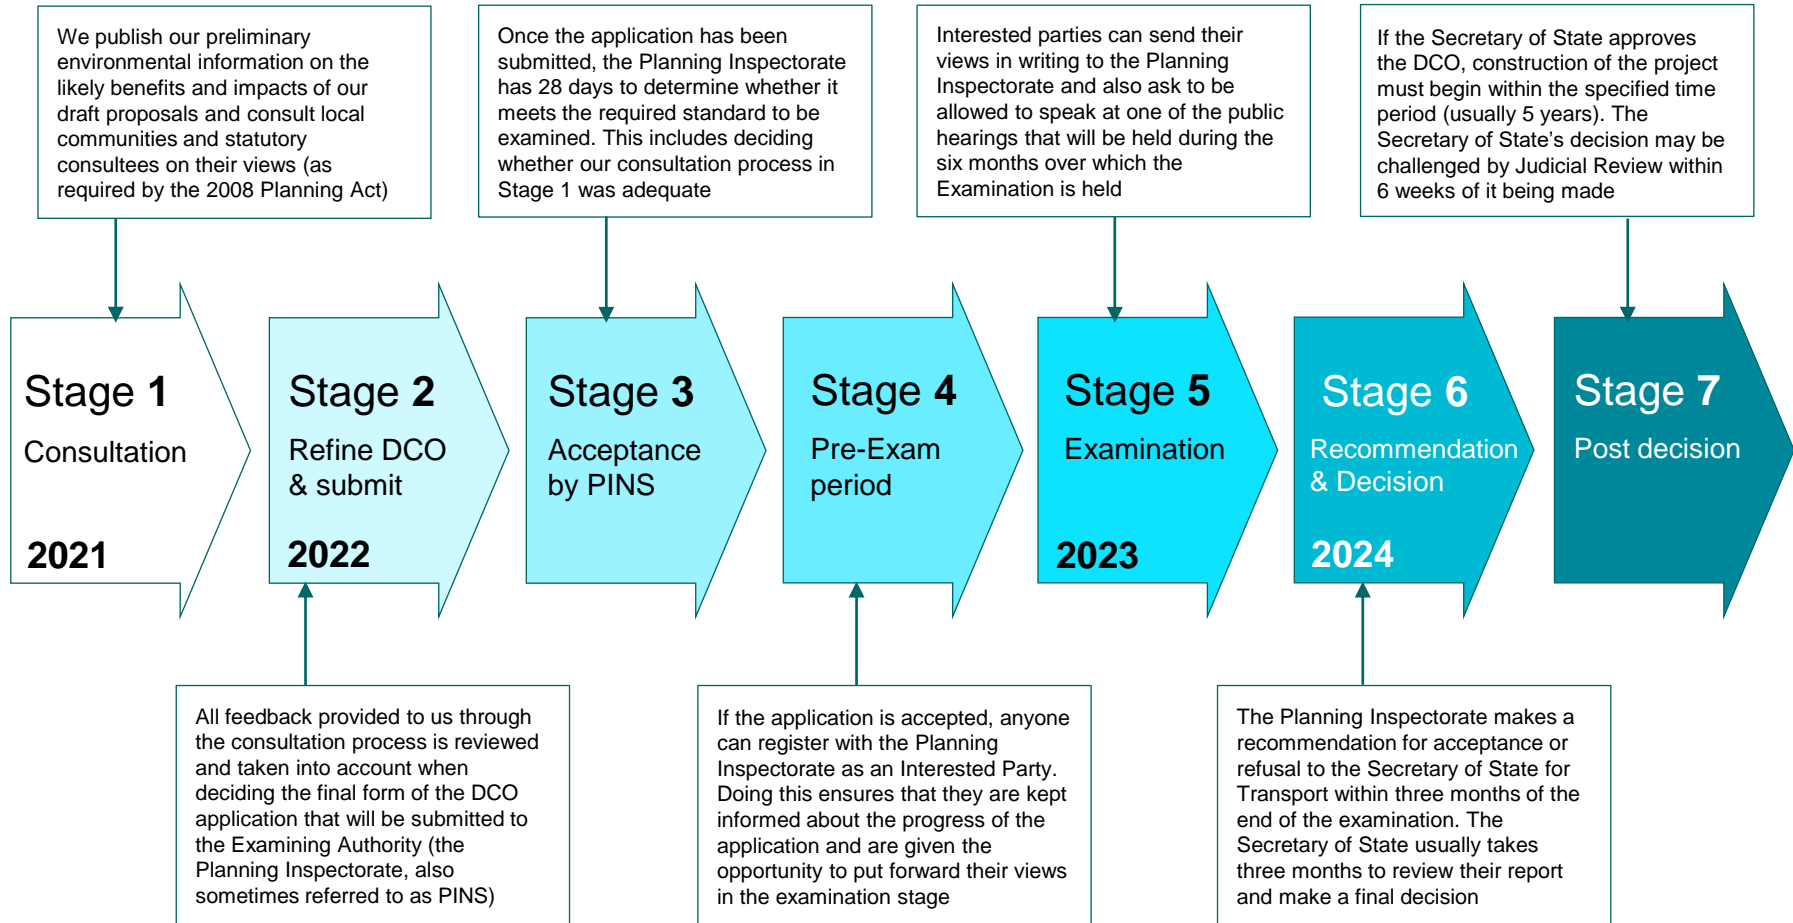 We publish our preliminary
environmental information on the
likely benefits and impacts of our
draft proposals and consult local
communities and statutory
consultees on their views (as
required by the 2008 Planning Act)
Once the application has been
submitted, the Planning Inspectorate
has 28 days to determine whether it
meets the required standard to be
examined. This includes deciding
whether our consultation process in
Stage 1 was adequate
Interested parties can send their
views in writing to the Planning
Inspectorate and also ask to be
allowed to speak at one of the public
hearings that will be held during the
six months over which the
Examination is held
If the Secretary of State approves
the DCO, construction of the project
must begin within the specified time
period (usually 5 years). The
Secretary of State’s decision may be
challenged by Judicial Review within
6 weeks of it being made
Stage 1
Consultation
2021
Stage 2
Refine DCO
& submit
2022
Stage 3
Acceptance
by PINS
Stage 4
Pre-Exam
period
Stage 5
Examination
2023
Stage 6
Recommendation
& Decision
2024
Stage 7
Post decision
All feedback provided to us through
the consultation process is reviewed
and taken into account when
deciding the final form of the DCO
application that will be submitted to
the Examining Authority (the
Planning Inspectorate, also
sometimes referred to as PINS)
If the application is accepted, anyone
can register with the Planning
Inspectorate as an Interested Party.
Doing this ensures that they are kept
informed about the progress of the
application and are given the
opportunity to put forward their views
in the examination stage
The Planning Inspectorate makes a
recommendation for acceptance or
refusal to the Secretary of State for
Transport within three months of the
end of the examination. The
Secretary of State usually takes
three months to review their report
and make a final decision